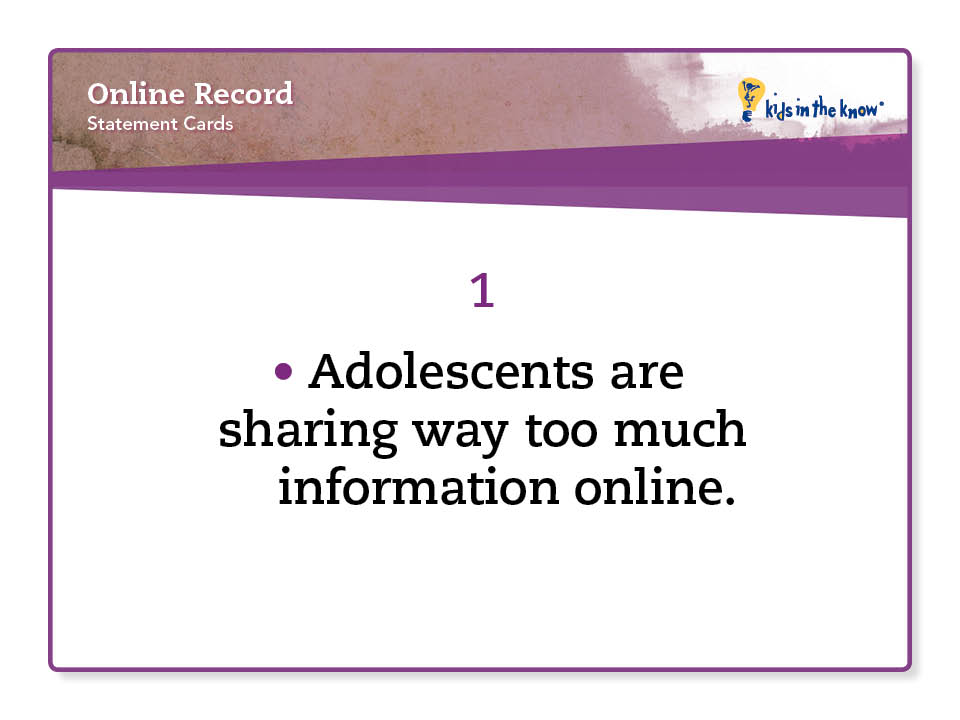 Online Record
Statement Cards
kids in the know
1
• Adolescents are
sharing way too much
information online.